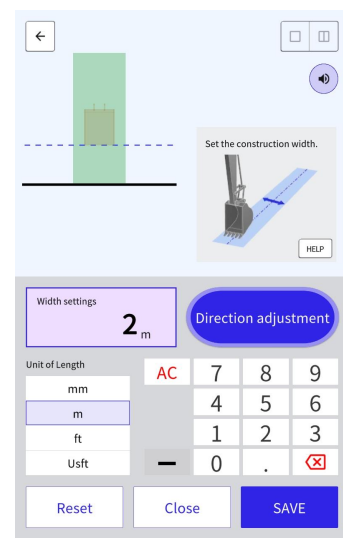 Set the construction width.
HELP
Width settings
2 m
Direction adjustment
Unit of Length
mm
m
ft
Usft
AC 7 8 9
4 5 6
1 2 3
— 0 .
Reset Close SAVE